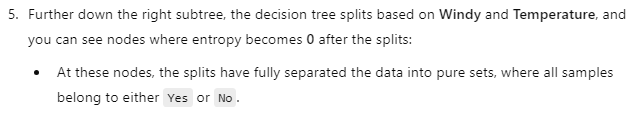 5. Further down the right subtree, the decision tree splits based on Windy and Temperature, and
you can see nodes where entropy becomes 0 after the splits:
• At these nodes, the splits have fully separated the data into pure sets, where all samples
belong to either Yes or No.